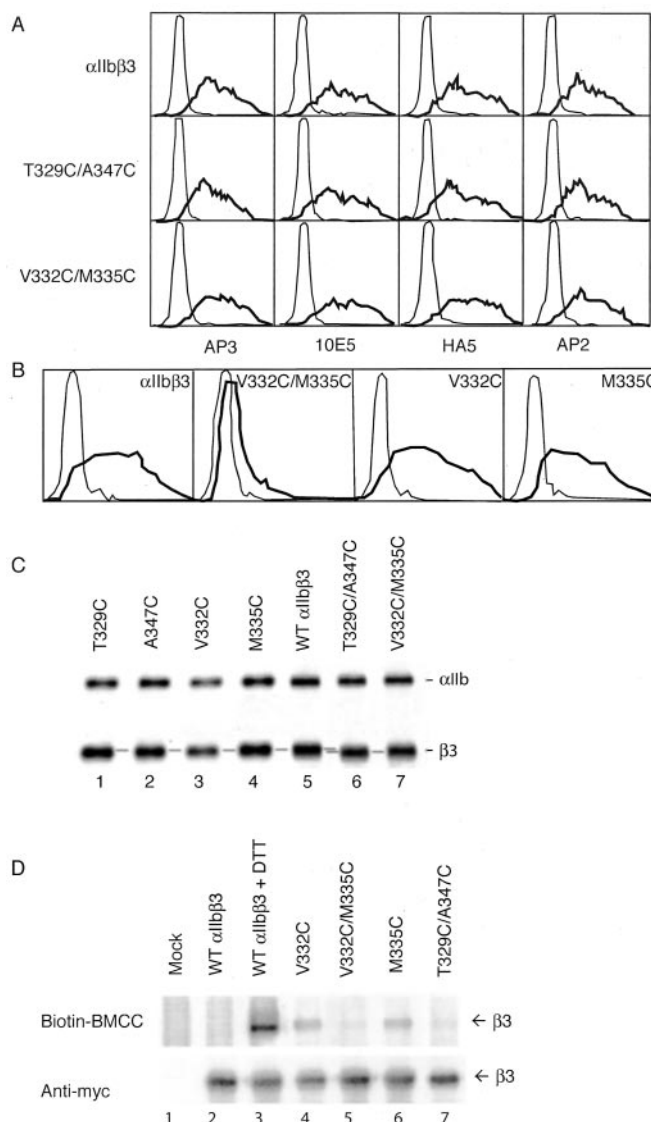 A
αIIbβ3
T329C/A347C
V332C/M335C
AP3 10E5 HA5 AP2
B
αIIbβ3 V332C/M335C V332C M335C
C
T329C A347C V332C M335C WT αIIbβ3 T329C/A347C V332C/M335C
– αIIb
– β3
1 2 3 4 5 6 7
D
Mock WT αIIbβ3 WT αIIbβ3 + DTT V332C V332C/M335C M335C T329C/A347C
Biotin-BMCC ← β3
Anti-myc ← β3
1 2 3 4 5 6 7